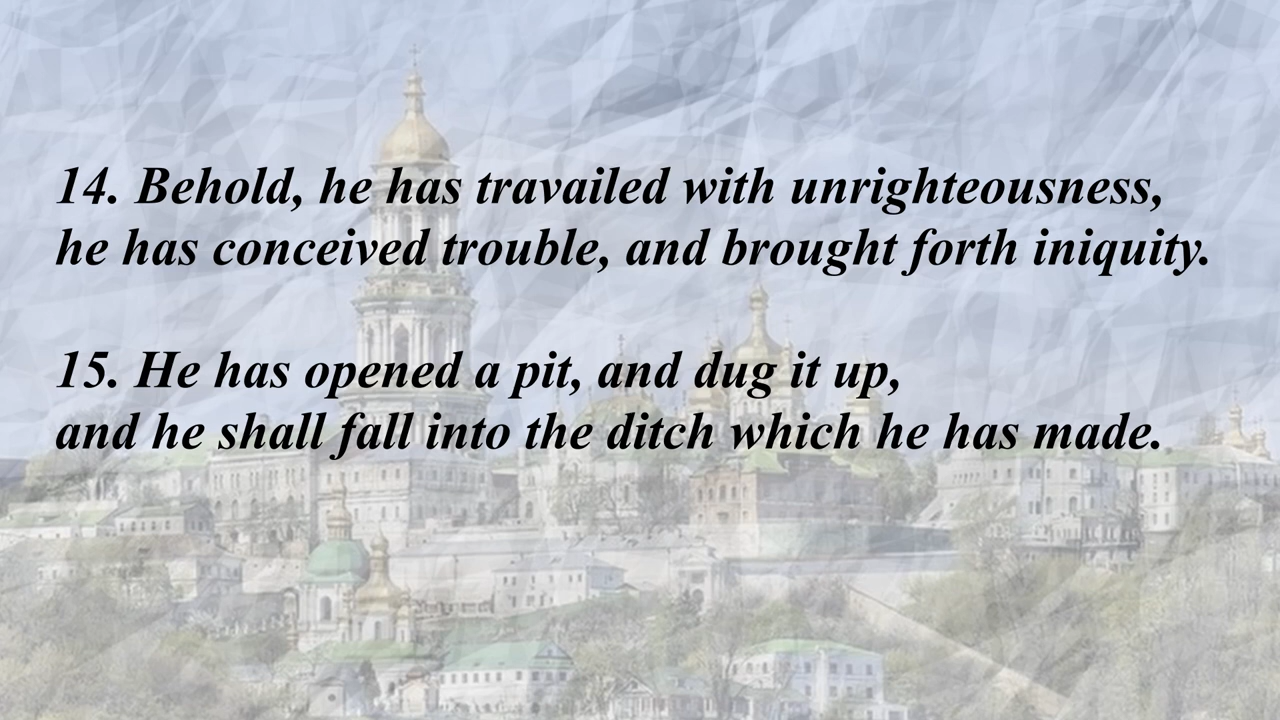 14. Behold, he has travailed with unrighteousness,
he has conceived trouble, and brought forth iniquity.
15. He has opened a pit, and dug it up,
and he shall fall into the ditch which he has made.